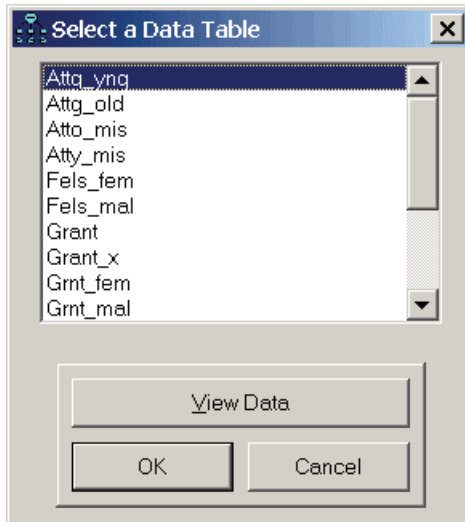 Select a Data Table
Attg_yng
Attg_old
Atto_mis
Atty_mis
Fels_fem
Fels_mal
Grant
Grant_x
Grnt_fem
Grnt_mal
View Data
OK
Cancel